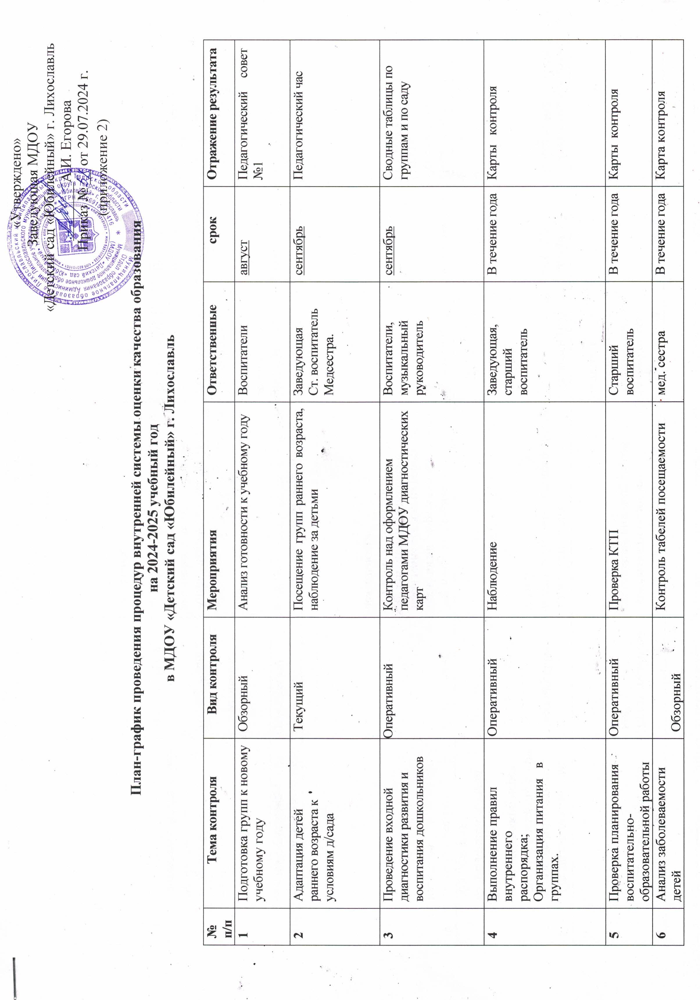 «Утверждено»
Заведующая МДОУ
«Детский сад «Юбилейный» г. Лихославль
А.И. Егорова
Приказ № от 29.07.2024 г.
(приложение 2)
План-график проведения процедур внутренней системы оценки качества образования
на 2024-2025 учебный год
в МДОУ «Детский сад «Юбилейный» г. Лихославль
№ п/п Тема контроля Вид контроля Мероприятия Ответственные срок Отражение результата
1 Подготовка групп к новому Обзорный Анализ готовности к учебному году Воспитатели август Педагогический совет
учебному году №1
2 Адаптация детей Текущий Посещение групп раннего возраста, Заведующая сентябрь Педагогический час
раннего возраста к наблюдение за детьми Ст. воспитатель
условиям д/сада Медсестра.
3 Проведение входной Оперативный Контроль над оформлением Воспитатели, сентябрь Сводные таблицы по
диагностики развития и педагогами МДОУ диагностических музыкальный группам и по саду
воспитания дошкольников карт руководитель
4 Выполнение правил Оперативный Наблюдение Заведующая, В течение года Карты контроля
внутреннего старший
распорядка; воспитатель
Организация питания в
группах.
5 Проверка планирования Оперативный Проверка КТП Старший В течение года Карты контроля
воспитательно- воспитатель
образовательной работы
6 Анализ заболеваемости Контроль табелей посещаемости мед. сестра В течение года Карта контроля
детей Обзорный